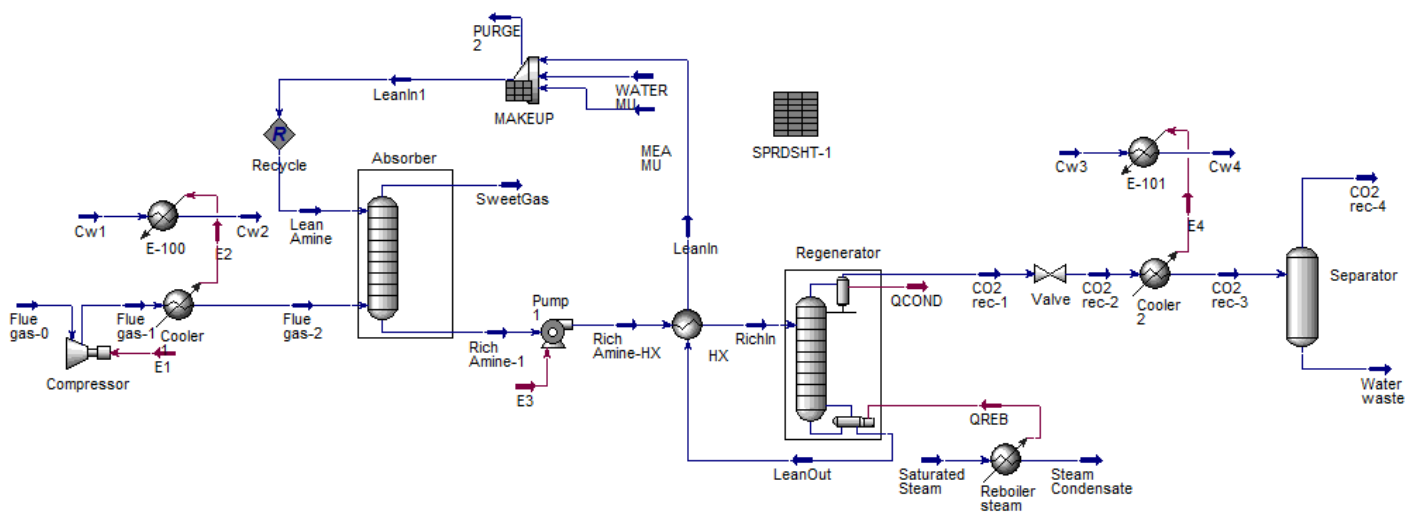 PURGE
2
LeanIn1
WATER
MU
MAKEUP
R
Recycle
MEA
MU
SPRDSHT-1
Absorber
SweetGas
Lean
Amine
Cw1
E-100
Cw2
E2
Flue
gas-0
Flue
gas-1
Cooler
1
Flue
gas-2
Compressor
E1
Rich
Amine-1
Pump
1
E3
Rich
Amine-HX
HX
LeanIn
RichIn
Regenerator
QCOND
QREB
LeanOut
Saturated
Steam
Reboiler
steam
Steam
Condensate
CO2
rec-1
Valve
CO2
rec-2
Cooler
2
CO2
rec-3
Cw3
E-101
Cw4
E4
CO2
rec-4
Separator
Water
waste